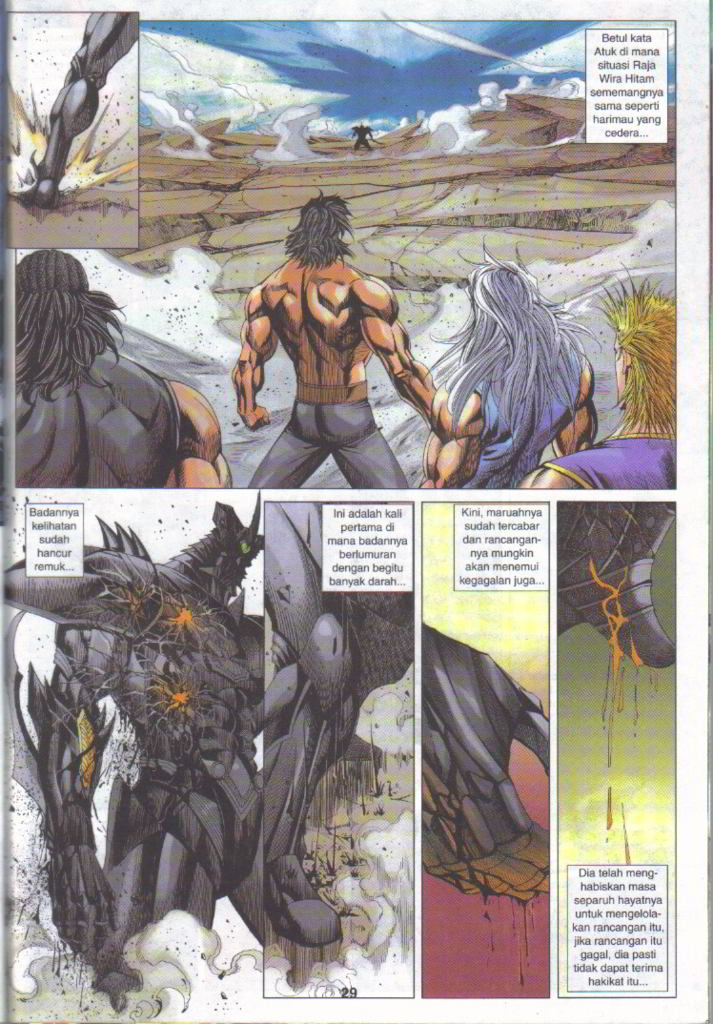 Betul kata
Atuk di mana
situasi Raja
Wira Hitam
sememangnya
sama seperti
harimau yang
cedera...
Badannya
kelihatan
sudah
hancur
remuk...
Ini adalah kali
pertama di
mana badannya
berlumuran
dengan begitu
banyak darah...
Kini, maruahnya
sudah tercabar
dan rancangan-
nya mungkin
akan menemui
kegagalan juga...
Dia telah meng-
habiskan masa
separuh hayatnya
untuk mengelola-
kan rancangan itu,
jika rancangan itu
gagal, dia pasti
tidak dapat terima
hakikat itu...
29